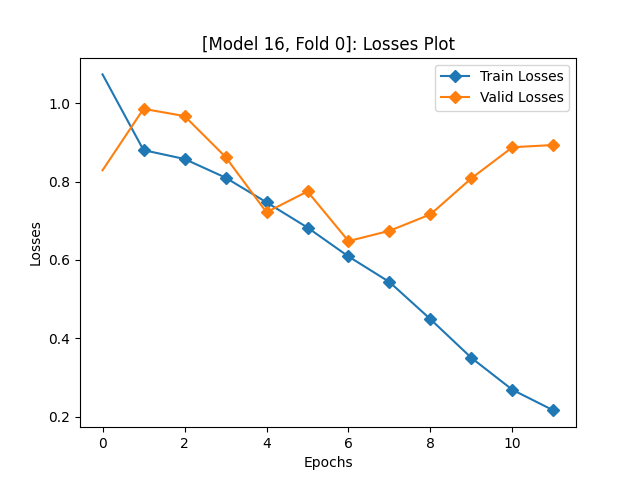 [Model 16, Fold 0]: Losses Plot
Train Losses
Valid Losses
Losses
1.0
0.8
0.6
0.4
0.2
0 2 4 6 8 10
Epochs